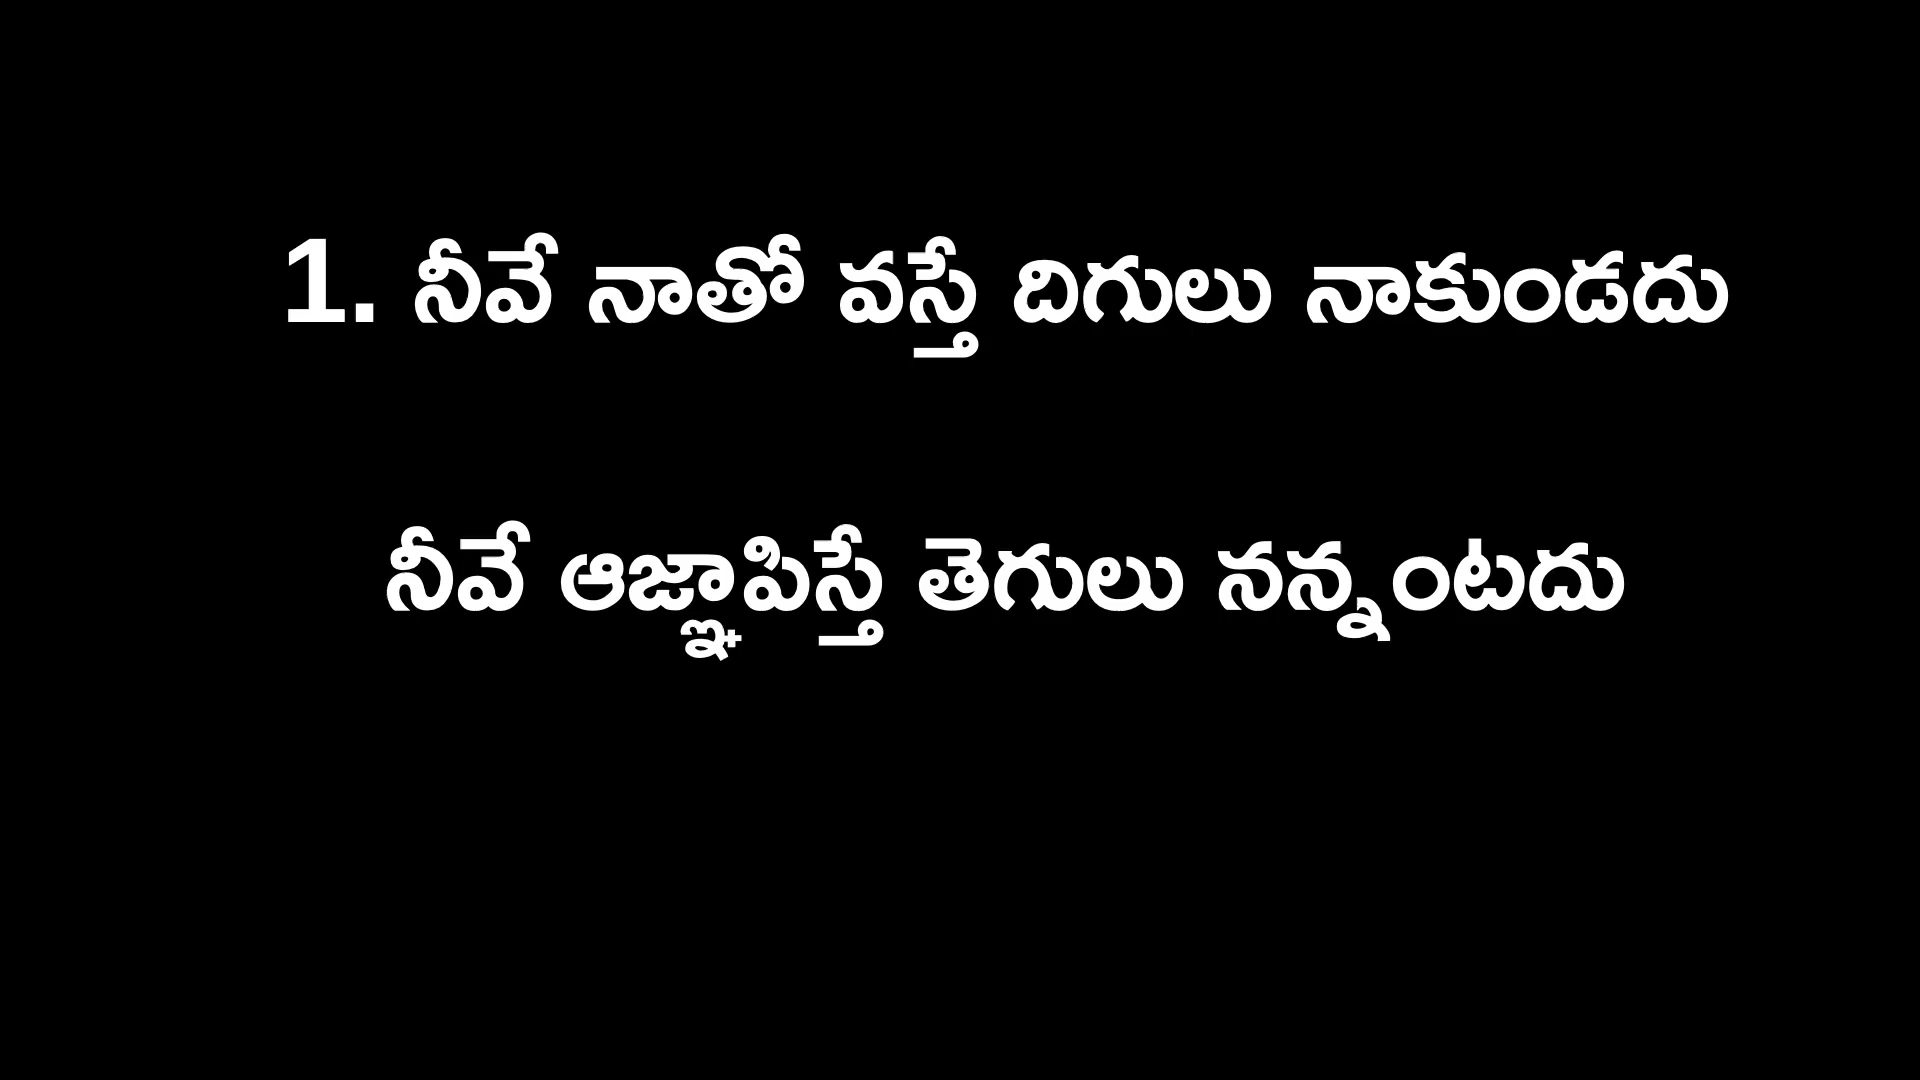 1. నీవే నాతో వస్తే దిగులు నాకుండదు
నీవే ఆజ్ఞాపిస్తే తెగులు నన్నంటదు